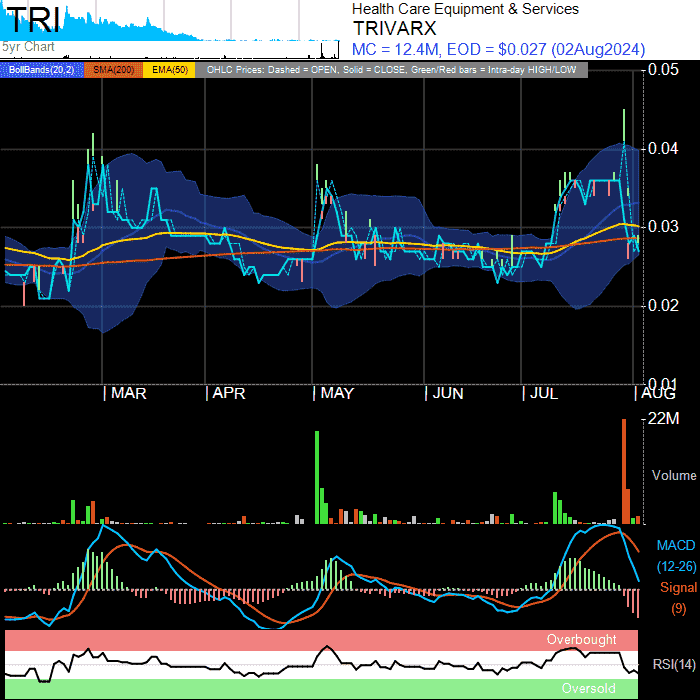 TRI
5yr Chart
Health Care Equipment & Services
TRIVARX
MC = 12.4M, EOD = $0.027 (02Aug2024)
BollBands(20,2) SMA(200) EMA(50) OHLC Prices: Dashed = OPEN, Solid = CLOSE, Green/Red bars = Intra-day HIGH/LOW
0.05
0.04
0.03
0.02
0.01
MAR APR MAY JUN JUL AUG
22M
Volume
MACD
(12-26)
Signal
(9)
Overbought
RSI(14)
Oversold